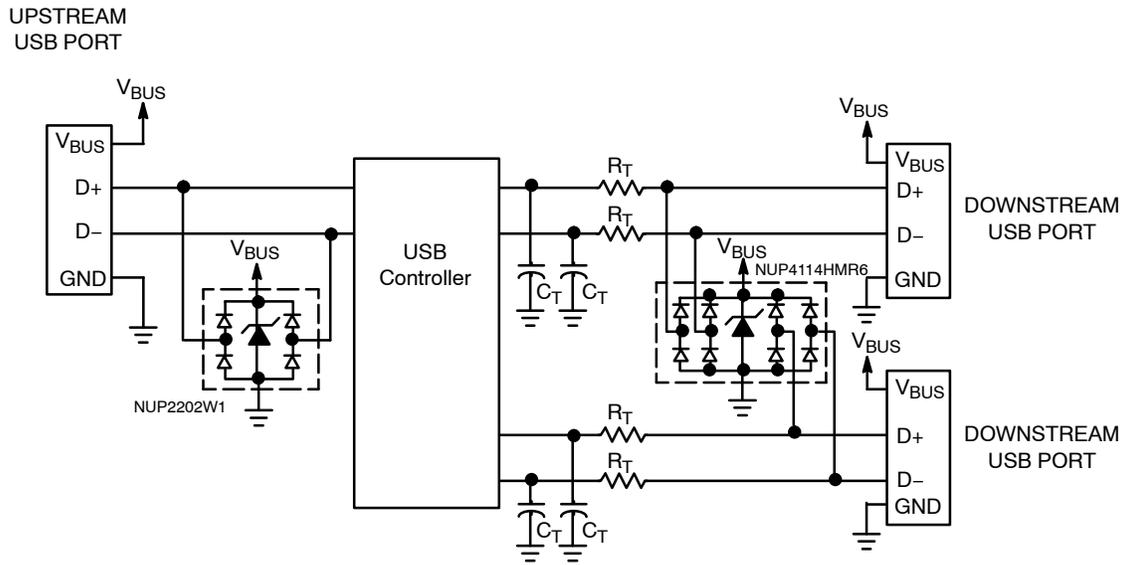 UPSTREAM
USB PORT
VBUS
VBUS
D+
D−
GND
VBUS
NUP2202W1
USB
Controller
RT
RT
CT
CT
VBUS
NUP4114HMR6
VBUS
VBUS
D+
D−
GND
DOWNSTREAM
USB PORT
RT
RT
CT
CT
VBUS
VBUS
D+
D−
GND
DOWNSTREAM
USB PORT